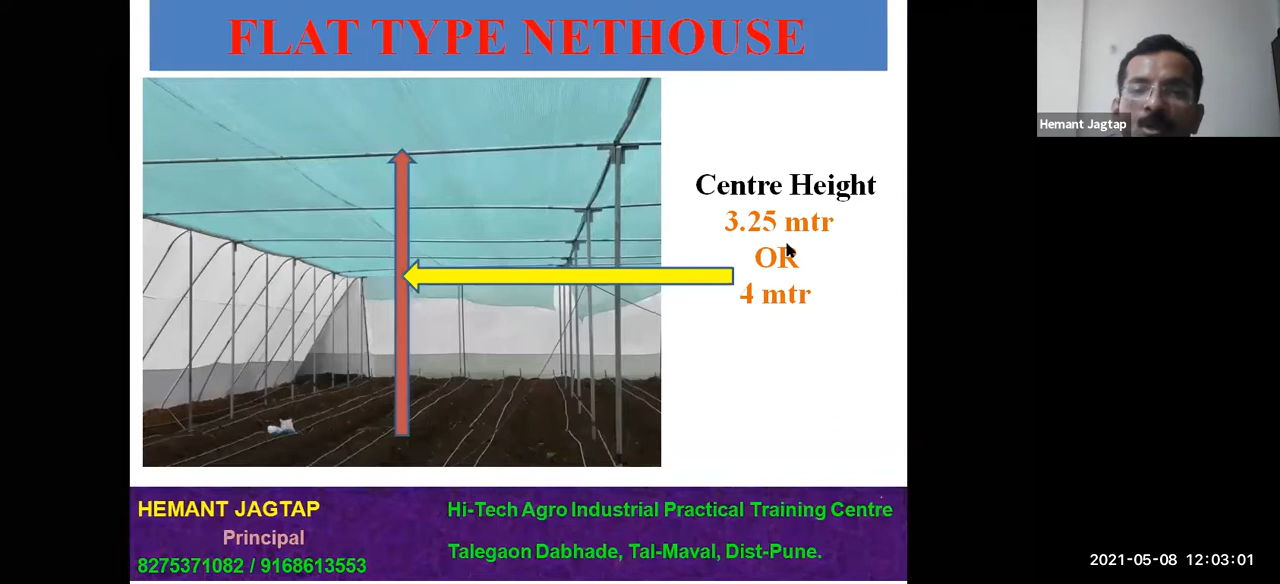 FLAT TYPE NETHOUSE
Hemant Jagtap
Centre Height
3.25 mtr
OR
4 mtr
HEMANT JAGTAP
Principal
8275371082 / 9168613553
Hi-Tech Agro Industrial Practical Training Centre
Talegaon Dabhade, Tal-Maval, Dist-Pune.
2021-05-08 12:03:01